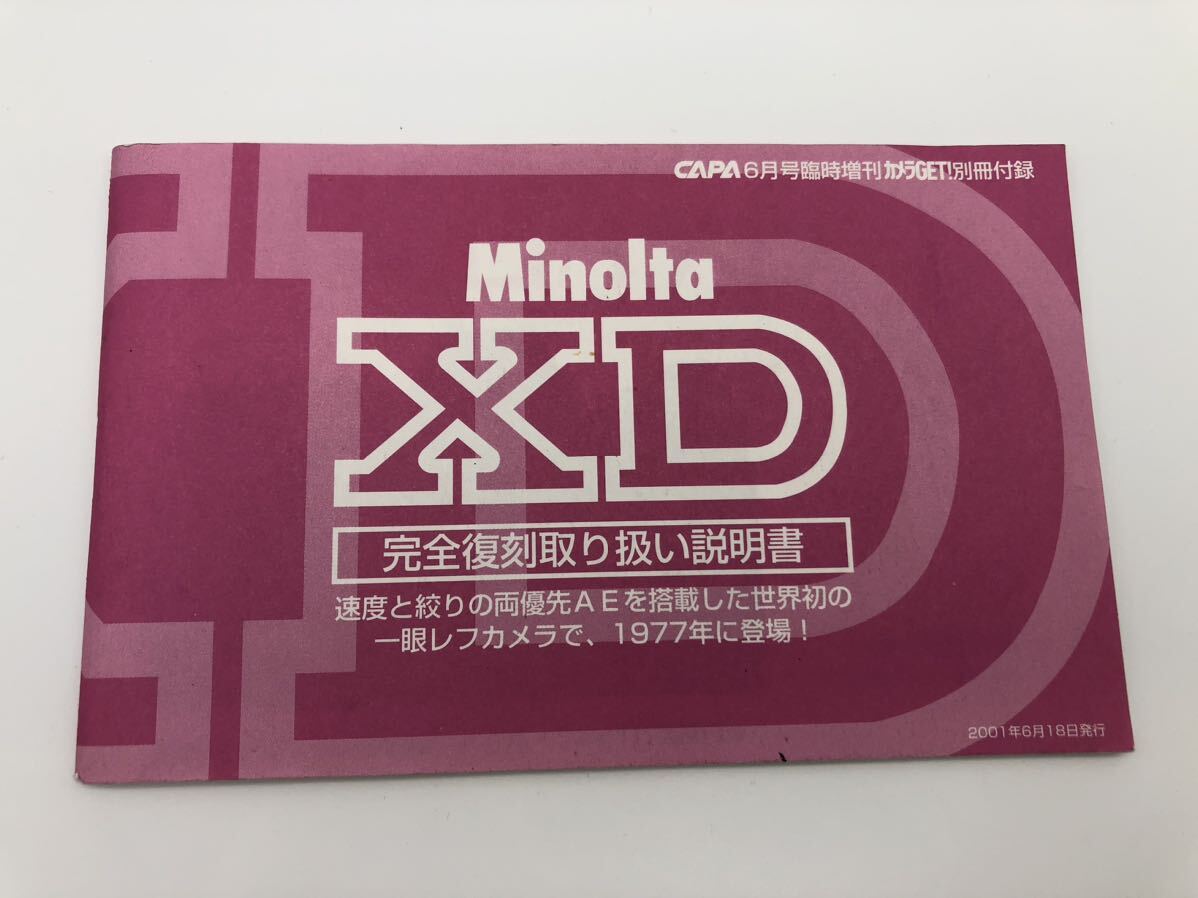 CAPA6月号臨時増刊カメラGET!別冊付録
Minolta
XD
完全復刻取り扱い説明書
速度と絞りの両優先AEを搭載した世界初の
一眼レフカメラで、1977年に登場!
2001年6月18日発行